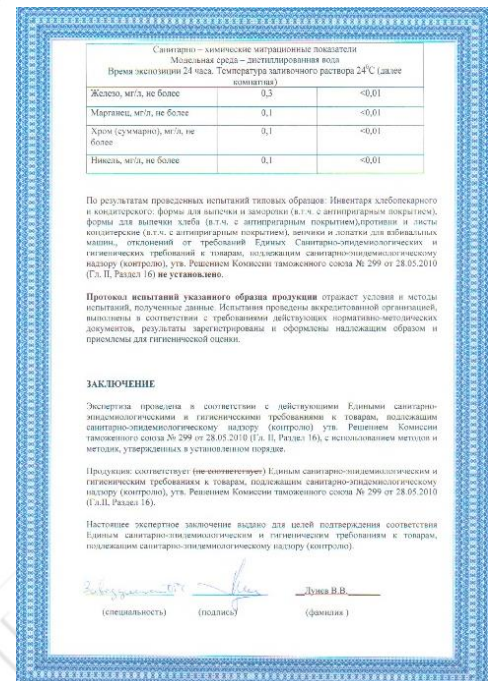 Санитарно – химические миграционные показатели
Модельная среда – дистиллированная вода
Время экспозиции 24 часа. Температура заливочного раствора 24°С (далее
комнатная)
Железо, мг/л, не более 0,3 <0,01
Марганец, мг/л, не более 0,1 <0,01
Хром (суммарно), мг/л, не 0,1 <0,01
более
Никель, мг/л, не более 0,1 <0,01
По результатам проведенных испытаний типовых образцов: Инвентаря хлебопекарного
и кондитерского: формы для выпечки и заморозки (в.т.ч. с антипригарным покрытием),
формы для выпечки хлеба (в.т.ч. с антипригарным покрытием),противни и листы
кондитерские (в.т.ч. с антипригарным покрытием), венчики и лопатки для взбивальных
машин., отклонений от требований Единых Санитарно-эпидемиологических и
гигиенических требований к товарам, подлежащим санитарно-эпидемиологическому
надзору (контролю), утв. Решением Комиссии таможенного союза № 299 от 28.05.2010
(Гл. II, Раздел 16) не установлено.
Протокол испытаний указанного образца продукции отражает условия и методы
испытаний, полученные данные. Испытания проведены аккредитованной организацией,
выполнены в соответствии с требованиями действующих нормативно-методических
документов, результаты зарегистрированы и оформлены надлежащим образом и
приемлемы для гигиенической оценки.
ЗАКЛЮЧЕНИЕ
Экспертиза проведена в соответствии с действующими Едиными санитарно-
эпидемиологическими и гигиеническими требованиями к товарам, подлежащим
санитарно-эпидемиологическому надзору (контролю) утв. Решением Комиссии
таможенного союза № 299 от 28.05.2010 (Гл. II, Раздел 16), с использованием методов и
методик, утвержденных в установленном порядке.
Продукция: соответствует (не соответствует) Единым санитарно-эпидемиологическим и
гигиеническим требованиям к товарам, подлежащим санитарно-эпидемиологическому
надзору (контролю), утв. Решением Комиссии таможенного союза № 299 от 28.05.2010
(Гл.II, Раздел 16).
Настоящее экспертное заключение выдано для целей подтверждения соответствия
Единым санитарно-эпидемиологическим и гигиеническим требованиям к товарам,
подлежащим санитарно-эпидемиологическому надзору (контролю).
Лунев В.В.
(специальность) (подпись) (фамилия )